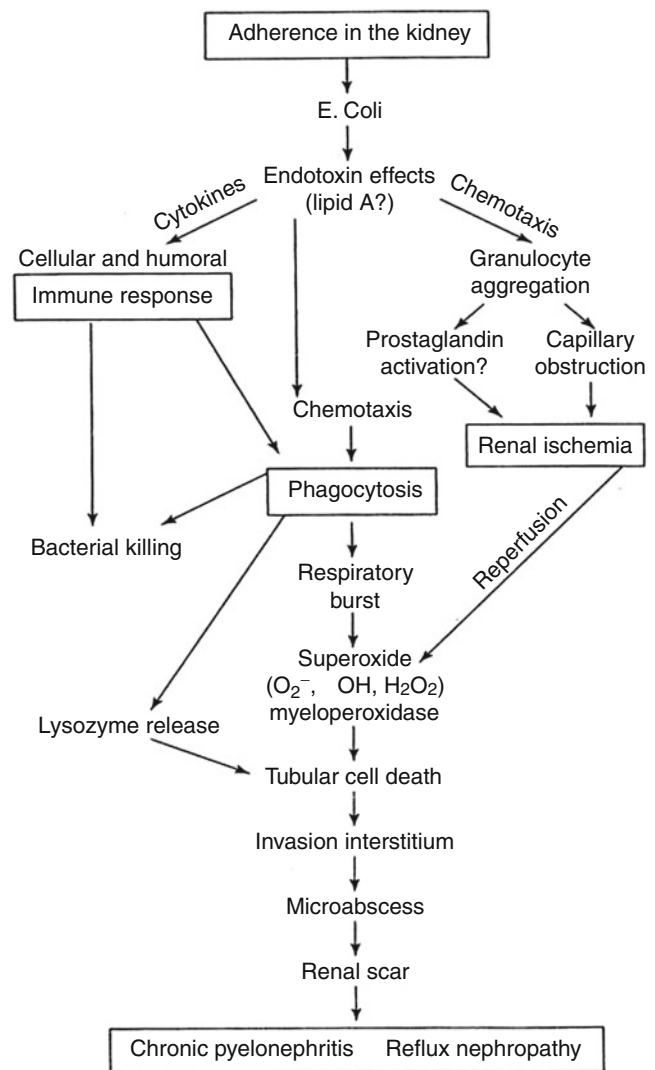 Adherence in the kidney
E. Coli
Endotoxin effects
(lipid A?)
Cytokines
Chemotaxis
Cellular and humoral
Immune response
Granulocyte
aggregation
Prostaglandin
activation?
Capillary
obstruction
Chemotaxis
Renal ischemia
Phagocytosis
Bacterial killing
Respiratory
burst
Reperfusion
Superoxide
(O₂⁻, OH, H₂O₂)
myeloperoxidase
Lysozyme release
Tubular cell death
Invasion interstitium
Microabscess
Renal scar
Chronic pyelonephritis Reflux nephropathy